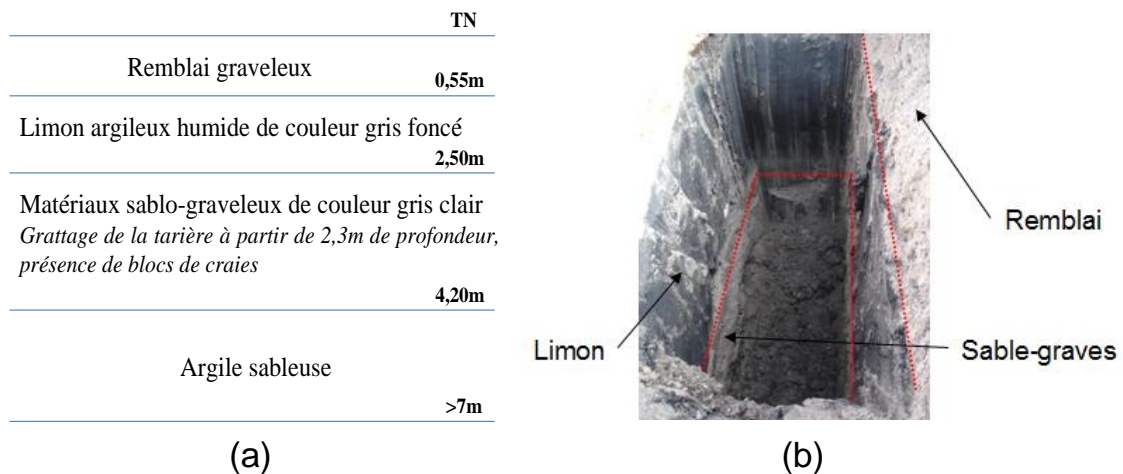 TN
Remblai graveleux
0,55m
Limon argileux humide de couleur gris foncé
2,50m
Matériaux sablo-graveleux de couleur gris clair
Grattage de la tarière à partir de 2,3m de profondeur,
présence de blocs de craies
4,20m
Argile sableuse
>7m
(a)
Remblai
Limon
Sable-graves
(b)